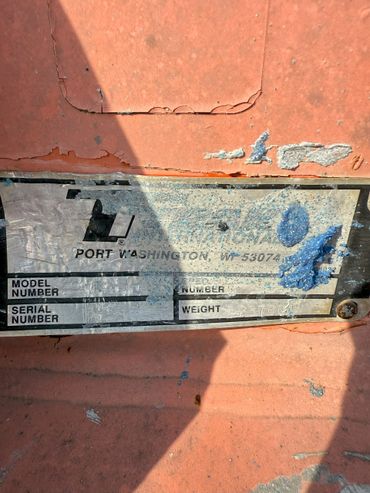 ®
PORT WASHINGTON, WI 53074
MODEL NUMBER
NUMBER
SERIAL NUMBER
WEIGHT